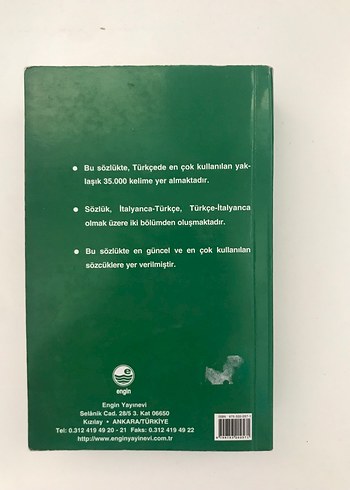 ● Bu sözlükte, Türkçede en çok kullanılan yak-
laşık 35.000 kelime yer almaktadır.
● Sözlük, İtalyanca-Türkçe, Türkçe-İtalyanca
olmak üzere iki bölümden oluşmaktadır.
● Bu sözlükte en güncel ve en çok kullanılan
sözcüklere yer verilmiştir.
e
engin
Engin Yayınevi
Selânik Cad. 28/5 3. Kat 06650
Kızılay • ANKARA/TÜRKİYE
Tel: 0.312 419 49 20 - 21 Faks: 0.312 419 49 22
http://www.enginyayinevi.com.tr